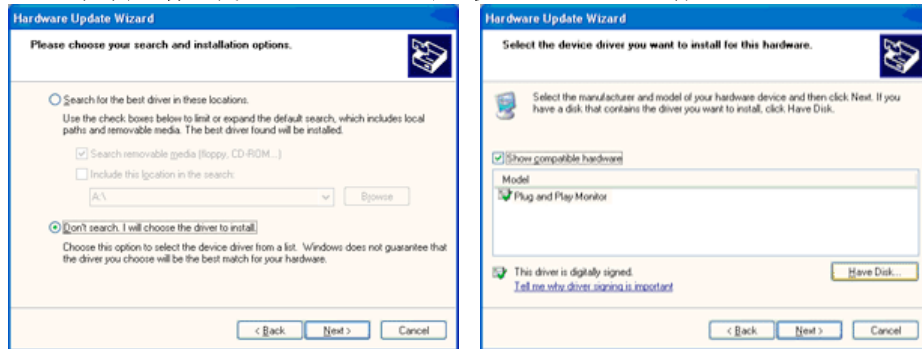 Hardware Update Wizard
Please choose your search and installation options.
Search for the best driver in these locations.
Use the check boxes below to limit or expand the default search, which includes local
paths and removable media. The best driver found will be installed.
Search removable media (floppy, CD-ROM...)
Include this location in the search:
A:\
Browse
Don't search. I will choose the driver to install.
Choose this option to select the device driver from a list. Windows does not guarantee that
the driver you choose will be the best match for your hardware.
< Back
Next >
Cancel
Hardware Update Wizard
Select the device driver you want to install for this hardware.
Select the manufacturer and model of your hardware device and then click Next. If you
have a disk that contains the driver you want to install, click Have Disk.
Show compatible hardware
Model
Plug and Play Monitor
This driver is digitally signed.
Tell me why driver signing is important
Have Disk...
< Back
Next >
Cancel